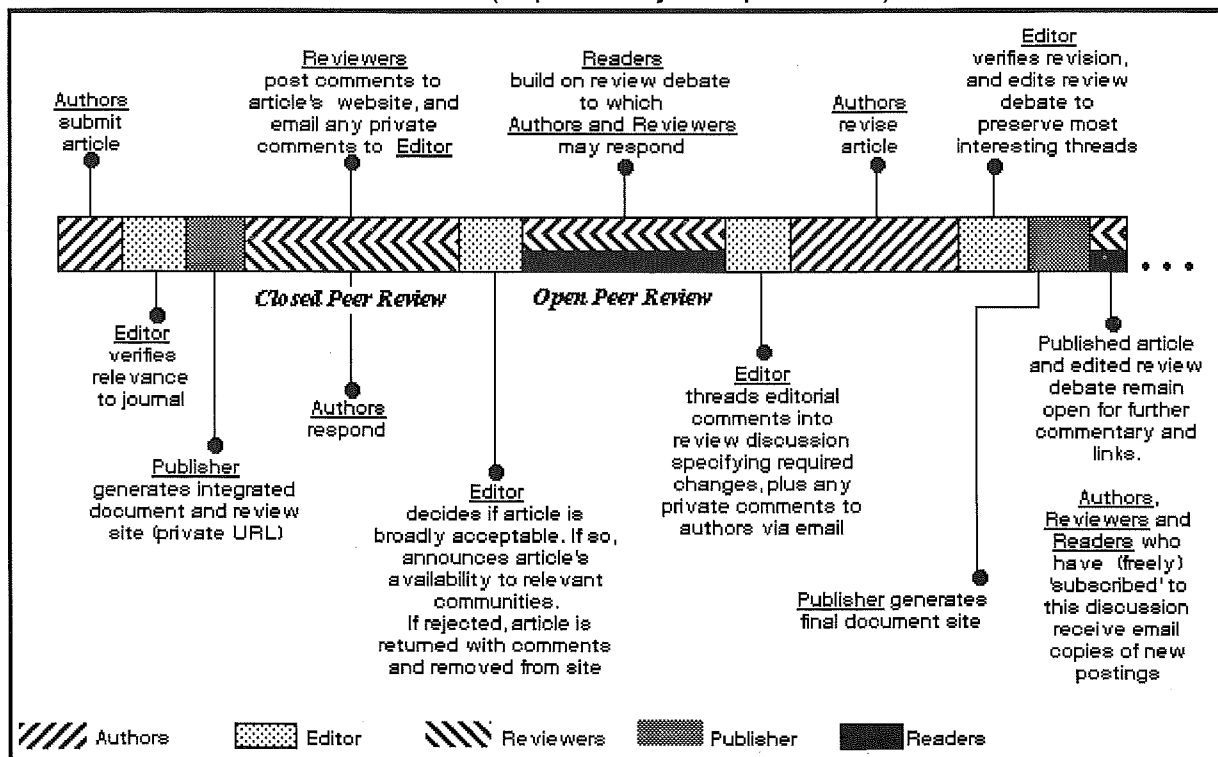 Authors
submit
article
Reviewers
post comments to
article's website, and
email any private
comments to Editor
Readers
build on review debate
to which
Authors and Reviewers
may respond
Authors
revise
article
Editor
verifies revision,
and edits review
debate to
preserve most
interesting threads
Closed Peer Review
Open Peer Review
Editor
verifies
relevance
to journal
Publisher
generates integrated
document and review
site (private URL)
Authors
respond
Editor
decides if article is
broadly acceptable. If so,
announces article's
availability to relevant
communities.
If rejected, article is
returned with comments
and removed from site
Editor
threads editorial
comments into
review discussion
specifying required
changes, plus any
private comments to
authors via email
Publisher generates
final document site
Published article
and edited review
debate remain
open for further
commentary and
links.
Authors,
Reviewers and
Readers who
have (freely)
'subscribed' to
this discussion
receive email
copies of new
postings
Authors
Editor
Reviewers
Publisher
Readers